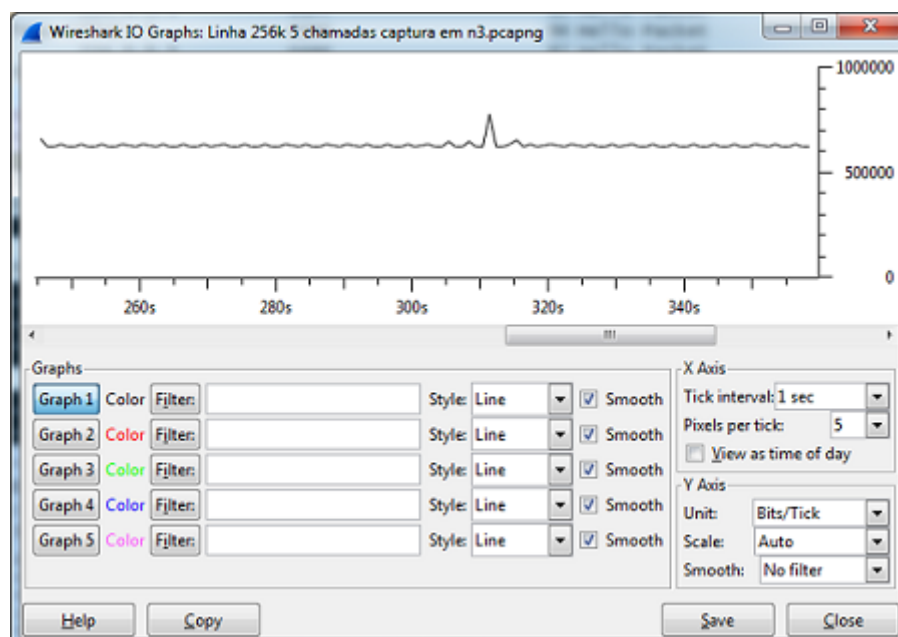 Wireshark IO Graphs: Linha 256k 5 chamadas captura em n3.pcapng
1000000
500000
0
260s 280s 300s 320s 340s
Graphs
Graph 1 Color Filter: Style: Line Smooth
Graph 2 Color Filter: Style: Line Smooth
Graph 3 Color Filter: Style: Line Smooth
Graph 4 Color Filter: Style: Line Smooth
Graph 5 Color Filter: Style: Line Smooth
X Axis
Tick interval: 1 sec
Pixels per tick: 5
View as time of day
Y Axis
Unit: Bits/Tick
Scale: Auto
Smooth: No filter
Help Copy Save Close